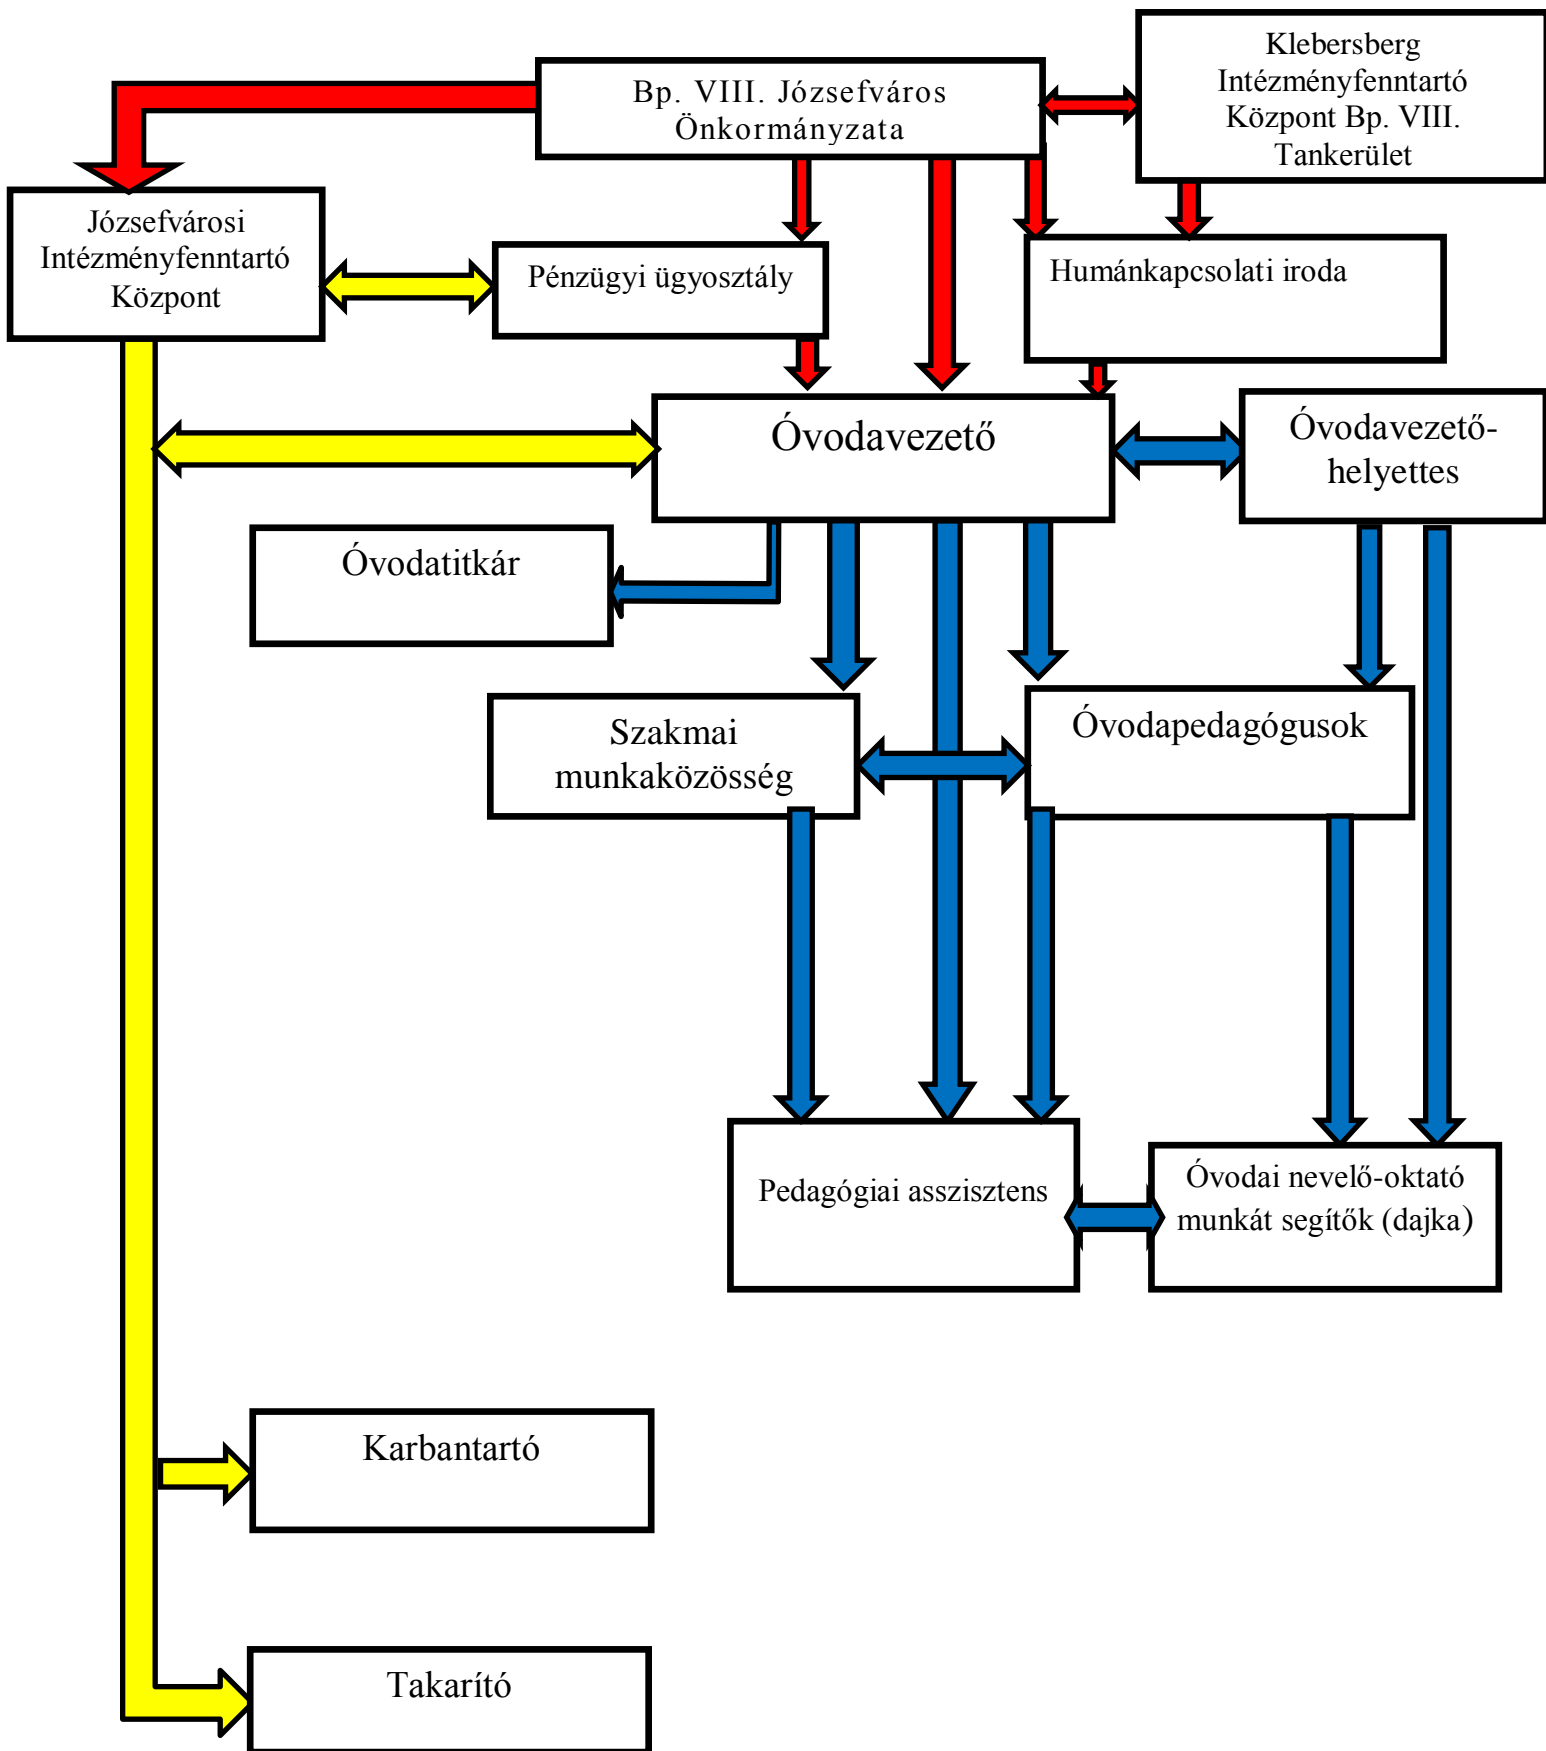 Klebersberg
Intézményfenntartó
Központ Bp. VIII.
Tankerület
Bp. VIII. Józsefváros
Önkormányzata
Józsefvárosi
Intézményfenntartó
Központ
Pénzügyi ügyosztály
Humánkapcsolati iroda
Óvodavezető
Óvodavezető-
helyettes
Óvodatitkár
Szakmai
munkaközösség
Óvodapedagógusok
Pedagógiai asszisztens
Óvodai nevelő-oktató
munkát segítők (dajka)
Karbantartó
Takarító